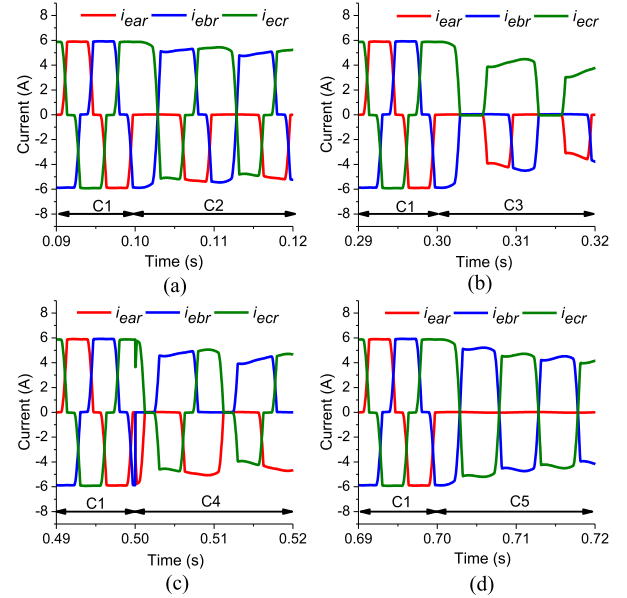 i_ear i_ebr i_ecr
8
6
4
2
0
-2
-4
-6
-8
Current (A)
C1 C2
0.09 0.10 0.11 0.12
Time (s)
(a)
i_ear i_ebr i_ecr
8
6
4
2
0
-2
-4
-6
-8
Current (A)
C1 C3
0.29 0.30 0.31 0.32
Time (s)
(b)
i_ear i_ebr i_ecr
8
6
4
2
0
-2
-4
-6
-8
Current (A)
C1 C4
0.49 0.50 0.51 0.52
Time (s)
(c)
i_ear i_ebr i_ecr
8
6
4
2
0
-2
-4
-6
-8
Current (A)
C1 C5
0.69 0.70 0.71 0.72
Time (s)
(d)